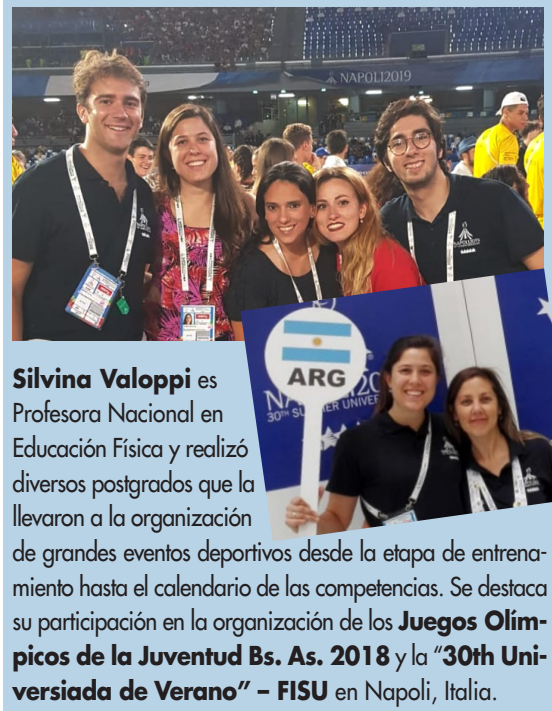 NAPOLI2019
NAPOLI2019
ARG
30TH SUMMER UNIVER
Silvina Valoppi es
Profesora Nacional en
Educación Física y realizó
diversos postgrados que la
llevaron a la organización
de grandes eventos deportivos desde la etapa de entrena-
miento hasta el calendario de las competencias. Se destaca
su participación en la organización de los Juegos Olím-
picos de la Juventud Bs. As. 2018 y la “30th Uni-
versiada de Verano” – FISU en Napoli, Italia.